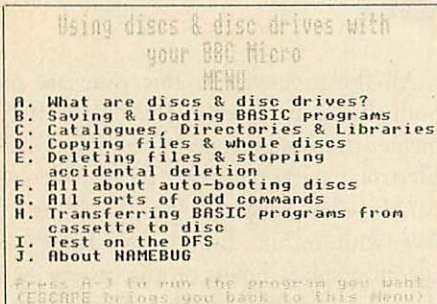 Using discs & disc drives with
your BBC Micro
MENU
A. What are discs & disc drives?
B. Saving & loading BASIC programs
C. Catalogues, Directories & Libraries
D. Copying files & whole discs
E. Deleting files & stopping
accidental deletion
F. All about auto-booting discs
G. All sorts of odd commands
H. Transferring BASIC programs from
cassette to disc
I. Test on the DFS
J. About NAMEBUG
Press A-J to run the program you want
(ESCAPE brings you back to this Menu)